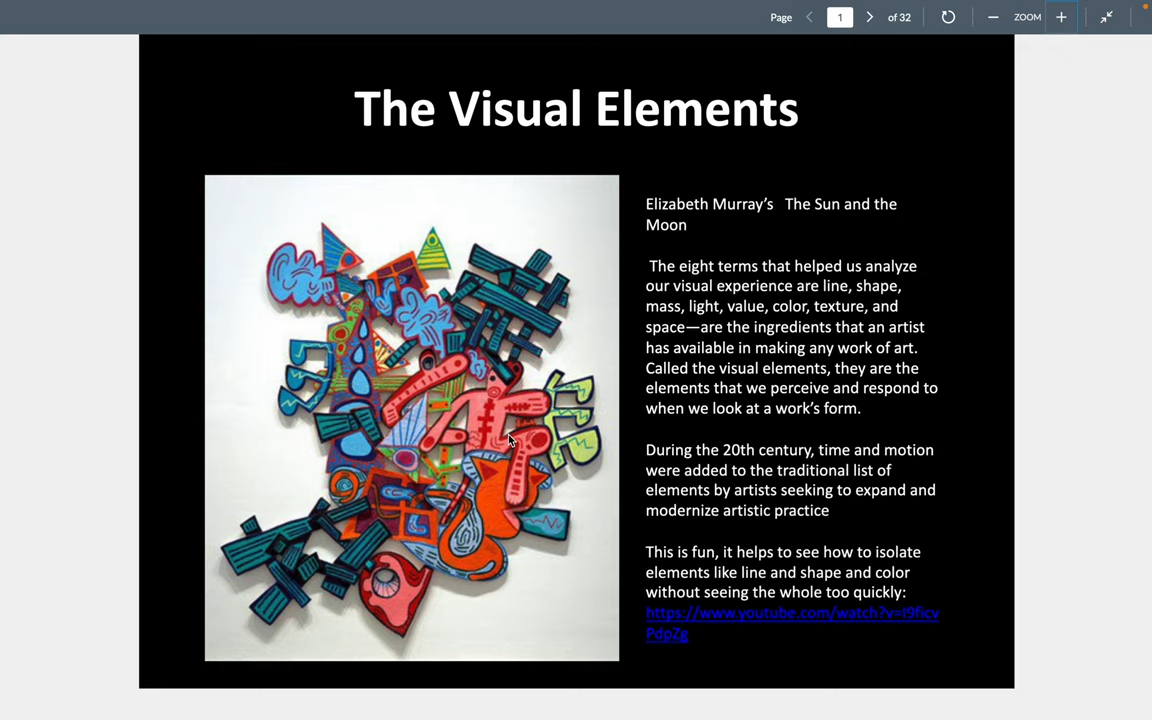 Page 1 of 32 ZOOM
The Visual Elements
Elizabeth Murray's The Sun and the
Moon
The eight terms that helped us analyze
our visual experience are line, shape,
mass, light, value, color, texture, and
space—are the ingredients that an artist
has available in making any work of art.
Called the visual elements, they are the
elements that we perceive and respond to
when we look at a work's form.
During the 20th century, time and motion
were added to the traditional list of
elements by artists seeking to expand and
modernize artistic practice
This is fun, it helps to see how to isolate
elements like line and shape and color
without seeing the whole too quickly:
https://www.youtube.com/watch?v=I9ficv
PdpZg